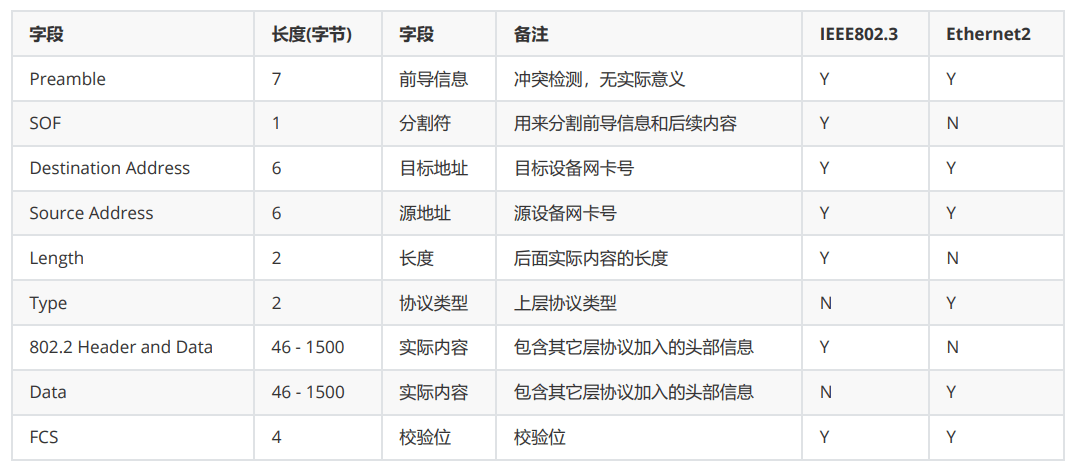 字段 长度(字节) 字段 备注 IEEE802.3 Ethernet2
Preamble 7 前导信息 冲突检测，无实际意义 Y Y
SOF 1 分割符 用来分割前导信息和后续内容 Y N
Destination Address 6 目标地址 目标设备网卡号 Y Y
Source Address 6 源地址 源设备网卡号 Y Y
Length 2 长度 后面实际内容的长度 Y N
Type 2 协议类型 上层协议类型 N Y
802.2 Header and Data 46 - 1500 实际内容 包含其它层协议加入的头部信息 Y N
Data 46 - 1500 实际内容 包含其它层协议加入的头部信息 N Y
FCS 4 校验位 校验位 Y Y